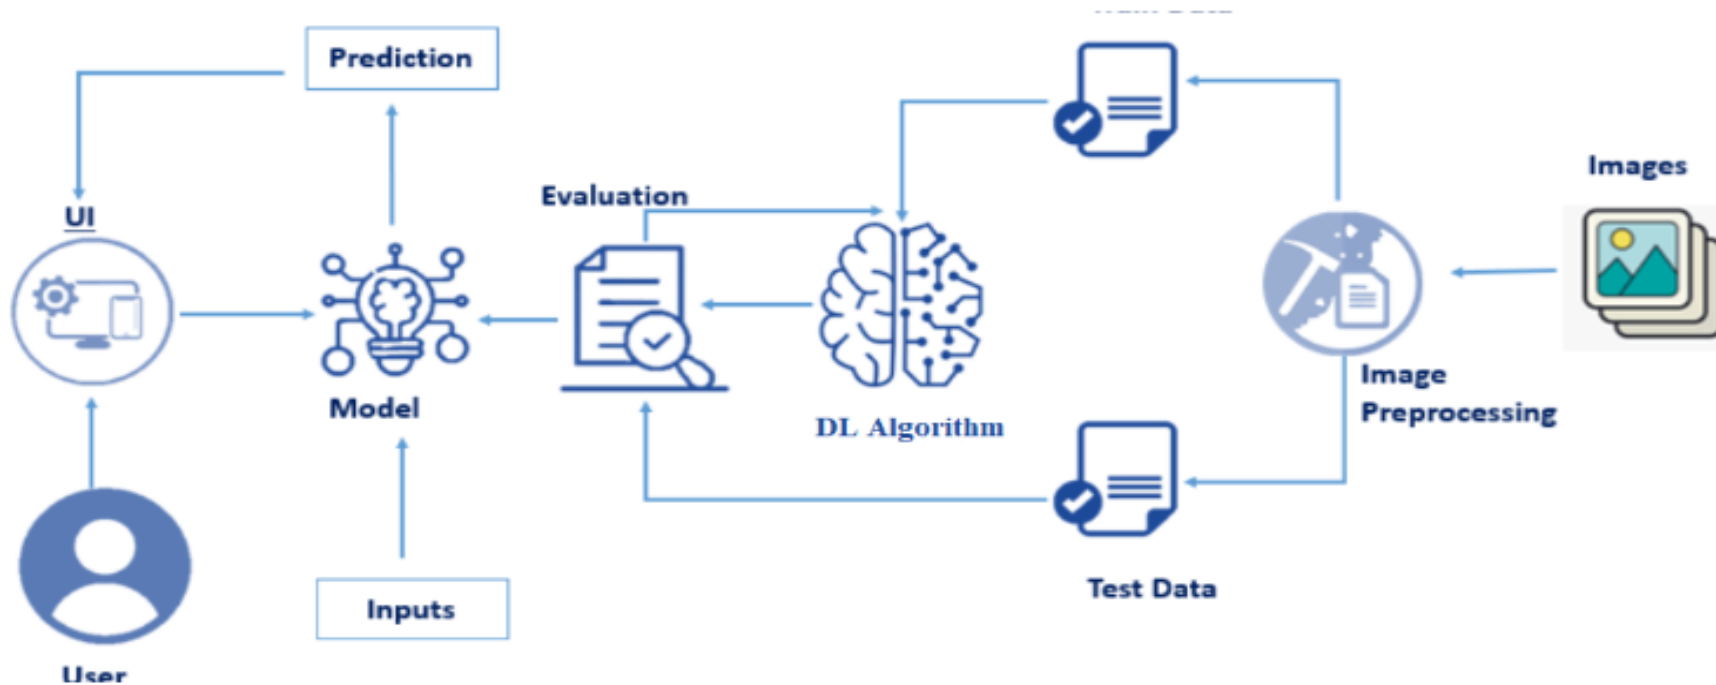 Prediction
Images
Evaluation
UI
Image
Preprocessing
Model
DL Algorithm
Test Data
Inputs
User